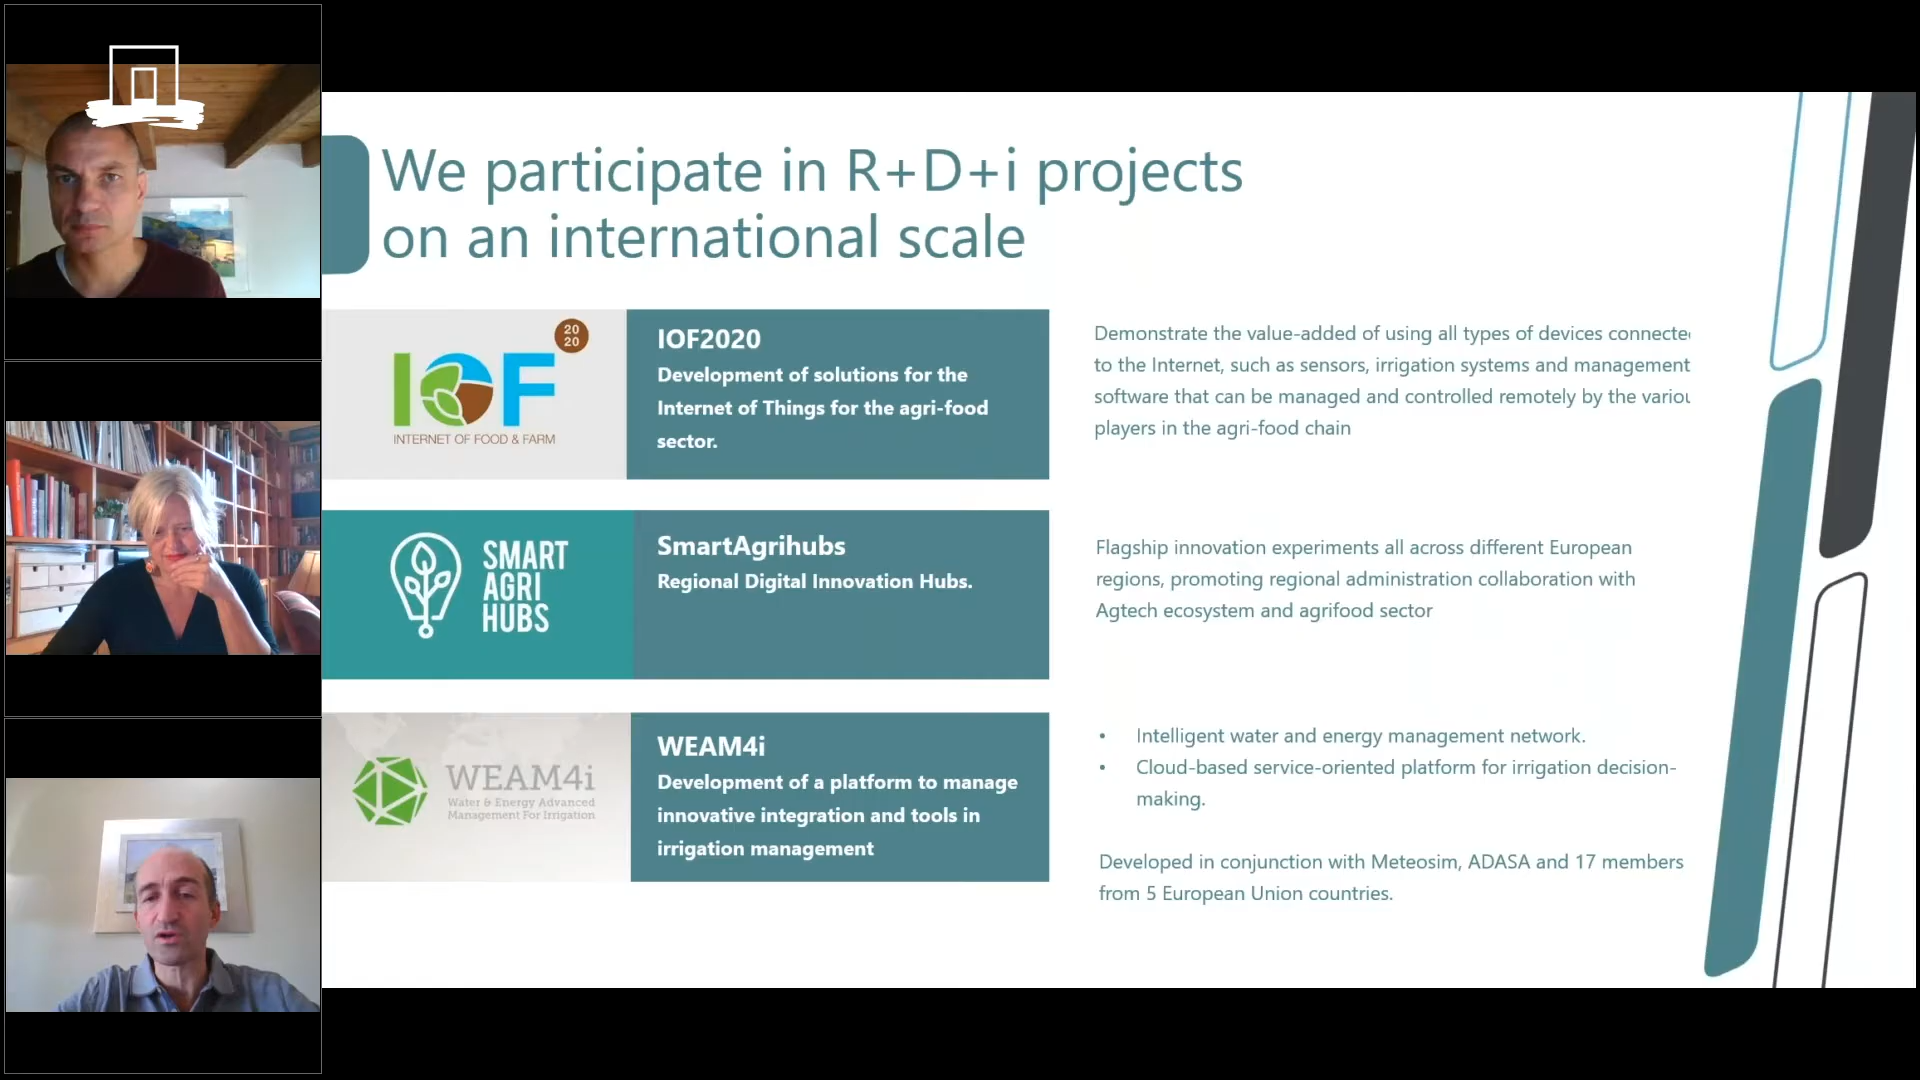 We participate in R+D+i projects
on an international scale
20
20
IOF
INTERNET OF FOOD & FARM
IOF2020
Development of solutions for the
Internet of Things for the agri-food
sector.
Demonstrate the value-added of using all types of devices connecte
to the Internet, such as sensors, irrigation systems and management
software that can be managed and controlled remotely by the variou
players in the agri-food chain
SMART
AGRI
HUBS
SmartAgrihubs
Regional Digital Innovation Hubs.
Flagship innovation experiments all across different European
regions, promoting regional administration collaboration with
Agtech ecosystem and agrifood sector
WEAM4i
Water & Energy Advanced
Management For Irrigation
WEAM4i
Development of a platform to manage
innovative integration and tools in
irrigation management
• Intelligent water and energy management network.
• Cloud-based service-oriented platform for irrigation decision-
making.
Developed in conjunction with Meteosim, ADASA and 17 members
from 5 European Union countries.